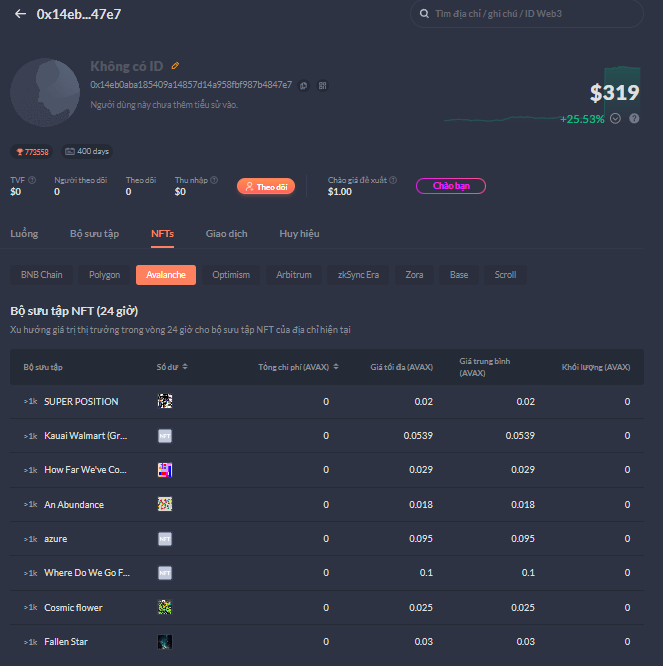 0x14eb...47e7
Tìm địa chỉ / ghi chú / ID Web3
Không có ID
0x14eb0aba185409a14857d14a958fbf987b4847e7
Người dùng này chưa thêm tiểu sử vào.
$319
+25.53%
773558
400 days
TVF Người theo dõi Theo dõi Thu nhập Theo dõi Chào giá đề xuất Chào bạn
$0 0 0 $0 $1.00
Luồng Bộ sưu tập NFTs Giao dịch Huy hiệu
BNB Chain Polygon Avalanche Optimism Arbitrum zkSync Era Zora Base Scroll
Bộ sưu tập NFT (24 giờ)
Xu hướng giá trị thị trường trong vòng 24 giờ cho bộ sưu tập NFT của địa chỉ hiện tại
Bộ sưu tập Số dư Tổng chi phí (AVAX) Giá tối đa (AVAX) Giá trung bình (AVAX) Khối lượng (AVAX)
>1k SUPER POSITION 0 0.02 0.02 0
>1k Kauai Walmart (Gr... NFT 0 0.0539 0.0539 0
>1k How Far We've Co... 0 0.029 0.029 0
>1k An Abundance 0 0.018 0.018 0
>1k azure NFT 0 0.095 0.095 0
>1k Where Do We Go F... NFT 0 0.1 0.1 0
>1k Cosmic flower 0 0.025 0.025 0
>1k Fallen Star 0 0.03 0.03 0